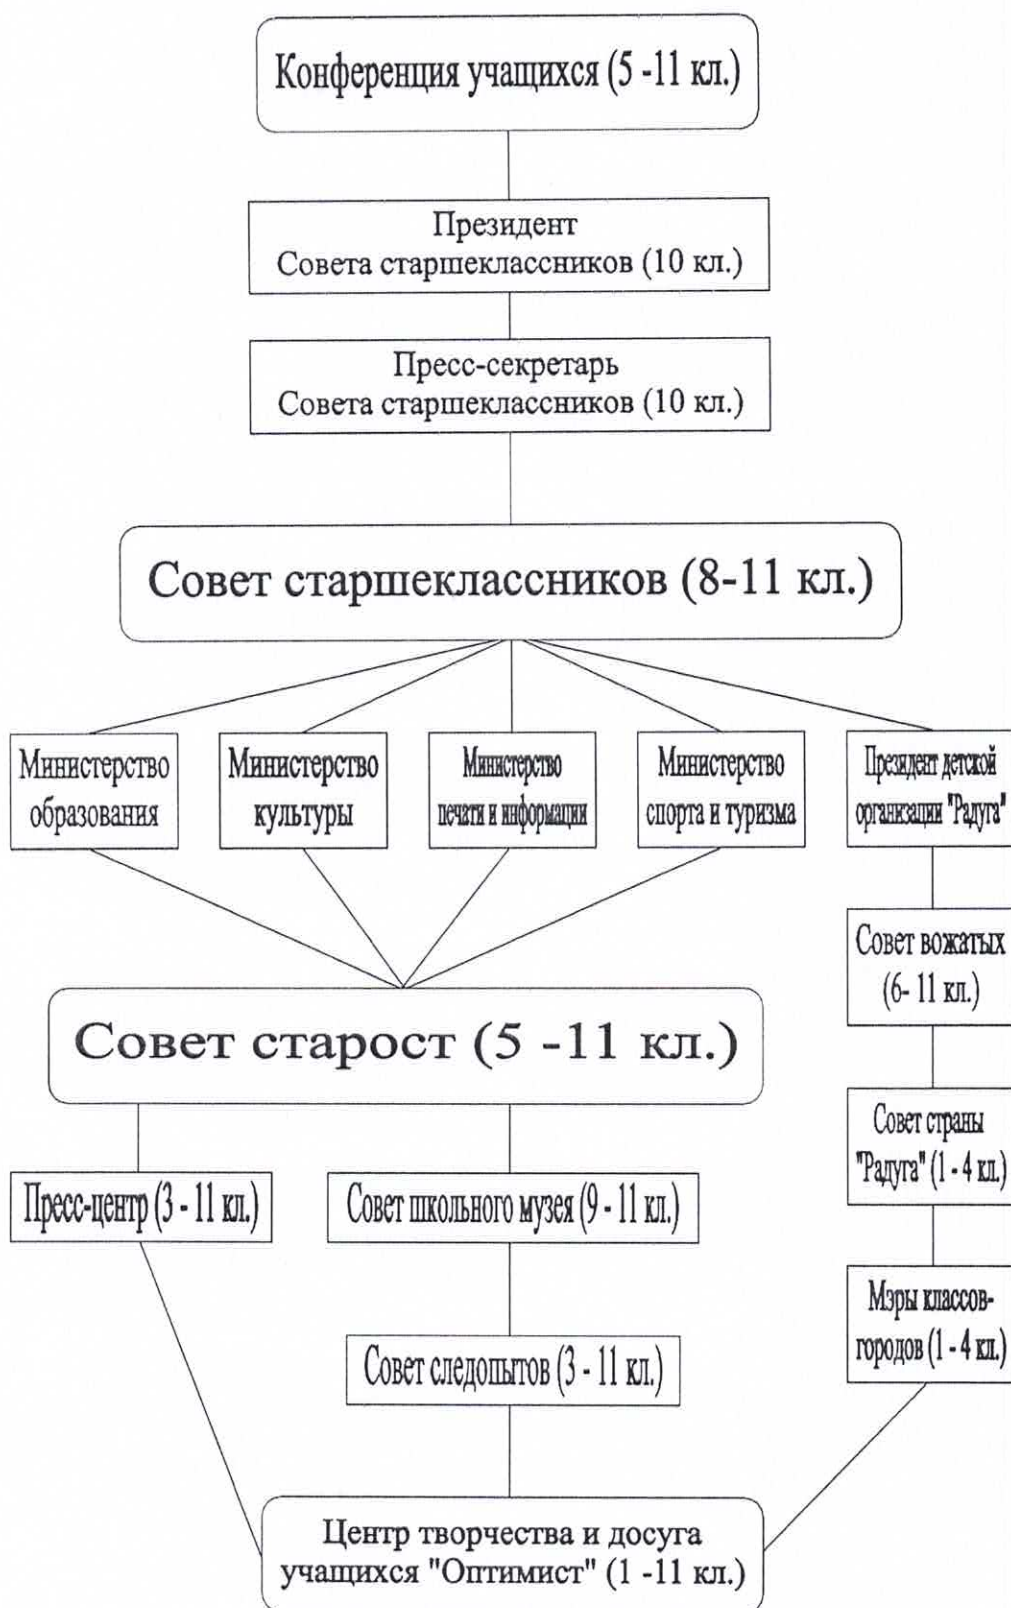 Конференция учащихся (5 -11 кл.)
Президент
Совета старшеклассников (10 кл.)
Пресс-секретарь
Совета старшеклассников (10 кл.)
Совет старшеклассников (8-11 кл.)
Министерство
образования
Министерство
культуры
Министерство
печати и информации
Министерство
спорта и туризма
Президент детской
организации "Радуга"
Совет вожатых
(6- 11 кл.)
Совет старост (5 -11 кл.)
Совет страны
"Радуга" (1 - 4 кл.)
Пресс-центр (3 - 11 кл.)
Совет школьного музея (9 - 11 кл.)
Мэры классов-
городов (1 - 4 кл.)
Совет следопытов (3 - 11 кл.)
Центр творчества и досуга
учащихся "Оптимист" (1 -11 кл.)